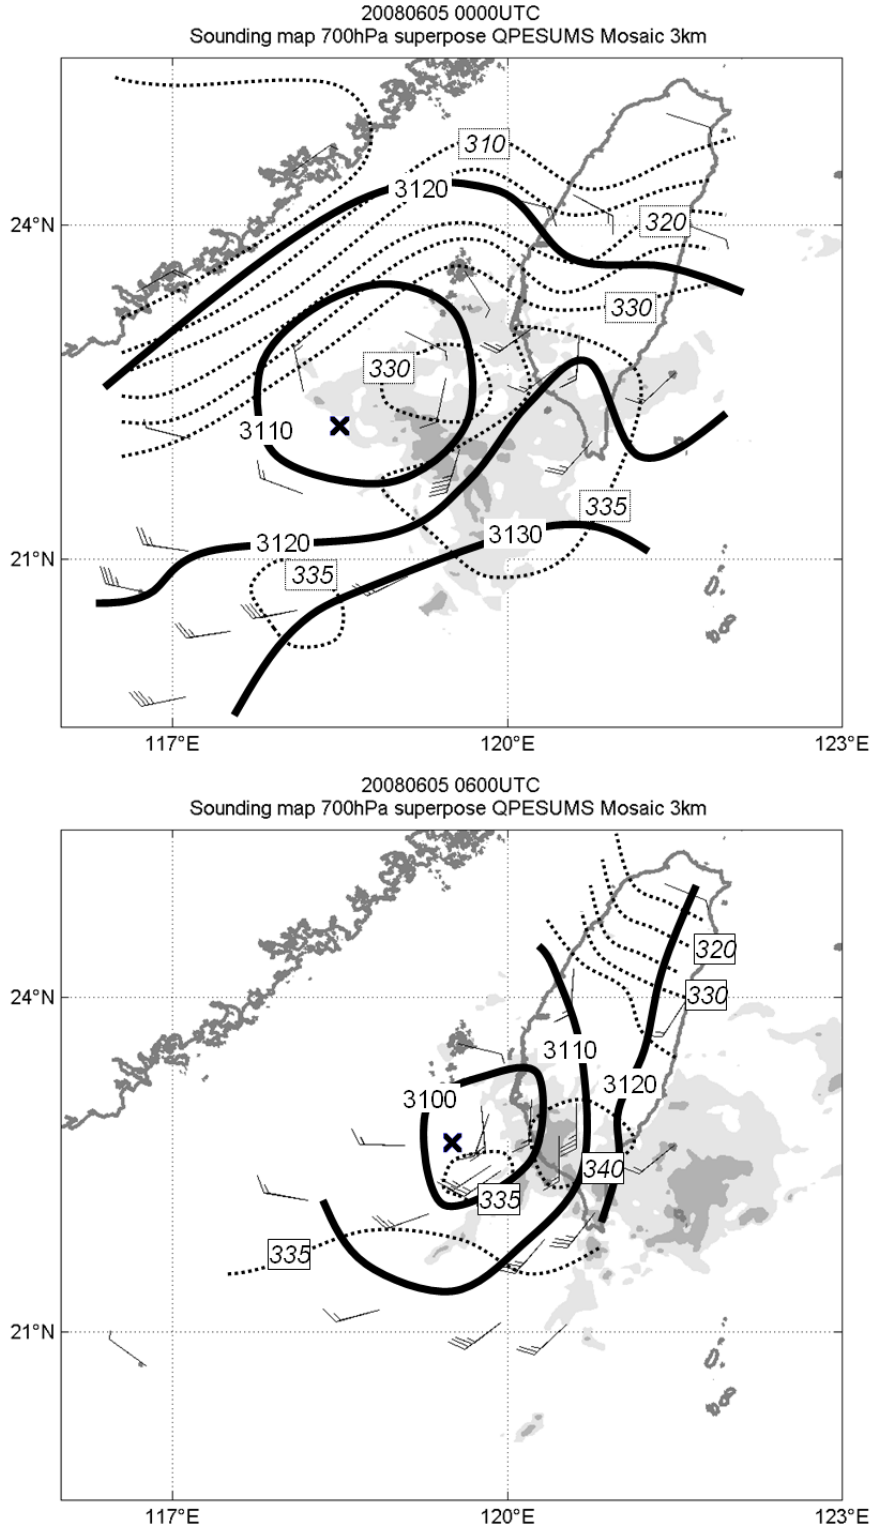 20080605 0000UTC
Sounding map 700hPa superpose QPESUMS Mosaic 3km
310
3120
320
24°N
330
330
3110
335
3130
3120
21°N
335
117°E 120°E 123°E
20080605 0600UTC
Sounding map 700hPa superpose QPESUMS Mosaic 3km
320
24°N
330
3110
3120
3100
340
335
335
21°N
117°E 120°E 123°E